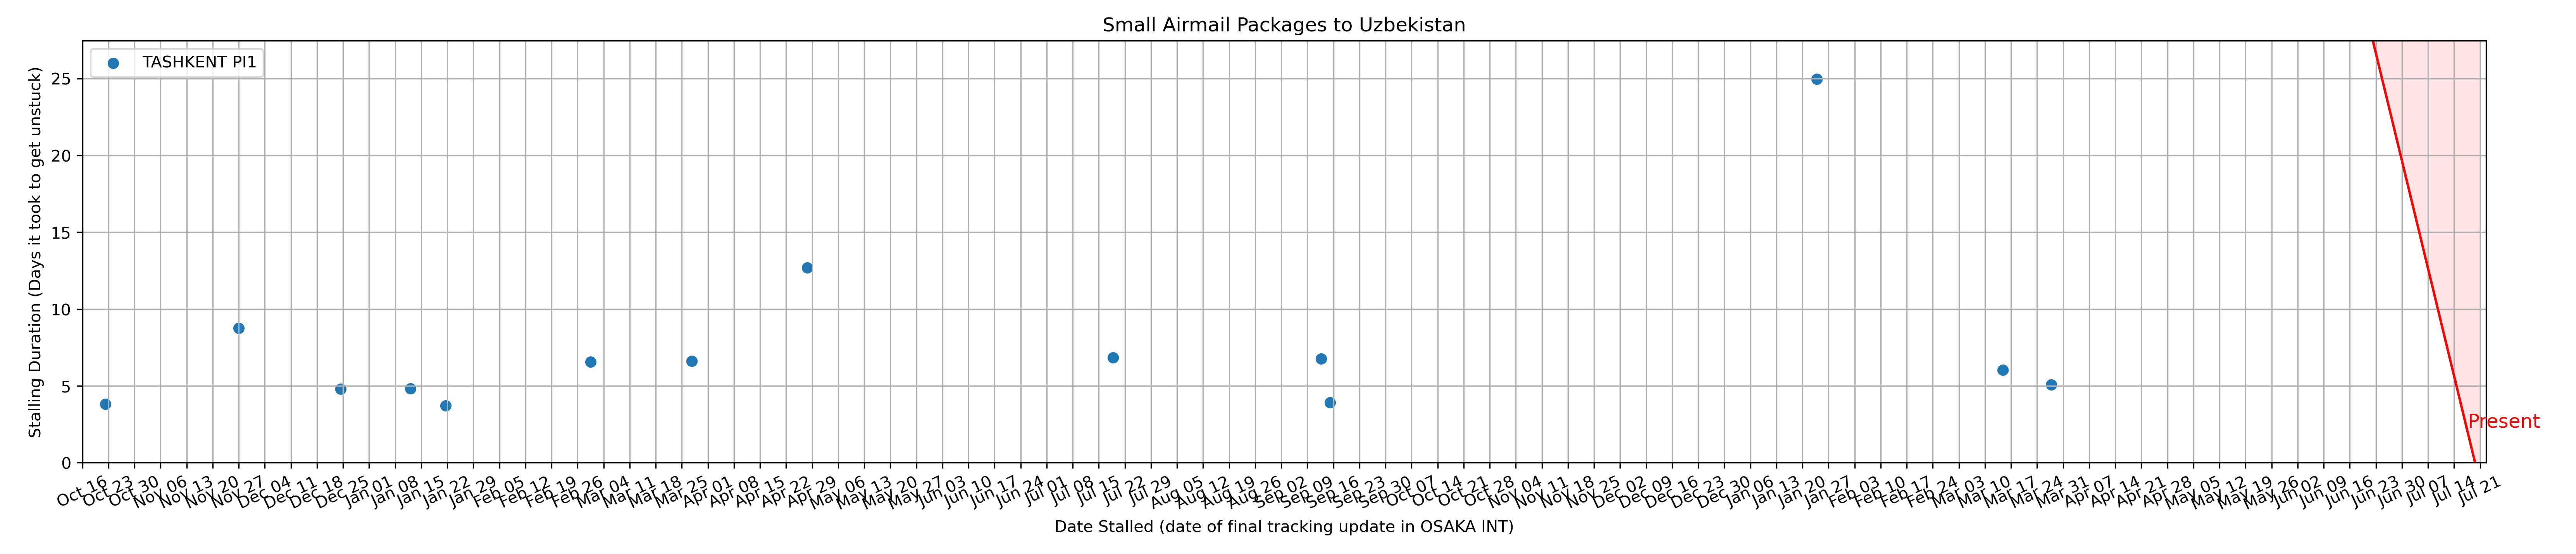 Small Airmail Packages to Uzbekistan
TASHKENT PI1
Stalling Duration (Days it took to get unstuck)
25
20
15
10
5
0
Present
Oct 16
Oct 23
Oct 30
Nov 06
Nov 13
Nov 20
Nov 27
Dec 04
Dec 11
Dec 18
Dec 25
Jan 01
Jan 08
Jan 15
Jan 22
Jan 29
Feb 05
Feb 12
Feb 19
Feb 26
Mar 04
Mar 11
Mar 18
Mar 25
Apr 01
Apr 08
Apr 15
Apr 22
Apr 29
May 06
May 13
May 20
May 27
Jun 03
Jun 10
Jun 17
Jun 24
Jul 01
Jul 08
Jul 15
Jul 22
Jul 29
Aug 05
Aug 12
Aug 19
Aug 26
Sep 02
Sep 09
Sep 16
Sep 23
Sep 30
Oct 07
Oct 14
Oct 21
Oct 28
Nov 04
Nov 11
Nov 18
Nov 25
Dec 02
Dec 09
Dec 16
Dec 23
Dec 30
Jan 06
Jan 13
Jan 20
Jan 27
Feb 03
Feb 10
Feb 17
Feb 24
Mar 03
Mar 10
Mar 17
Mar 24
Mar 31
Apr 07
Apr 14
Apr 21
Apr 28
May 05
May 12
May 19
May 26
Jun 02
Jun 09
Jun 16
Jun 23
Jun 30
Jul 07
Jul 14
Jul 21
Date Stalled (date of final tracking update in OSAKA INT)